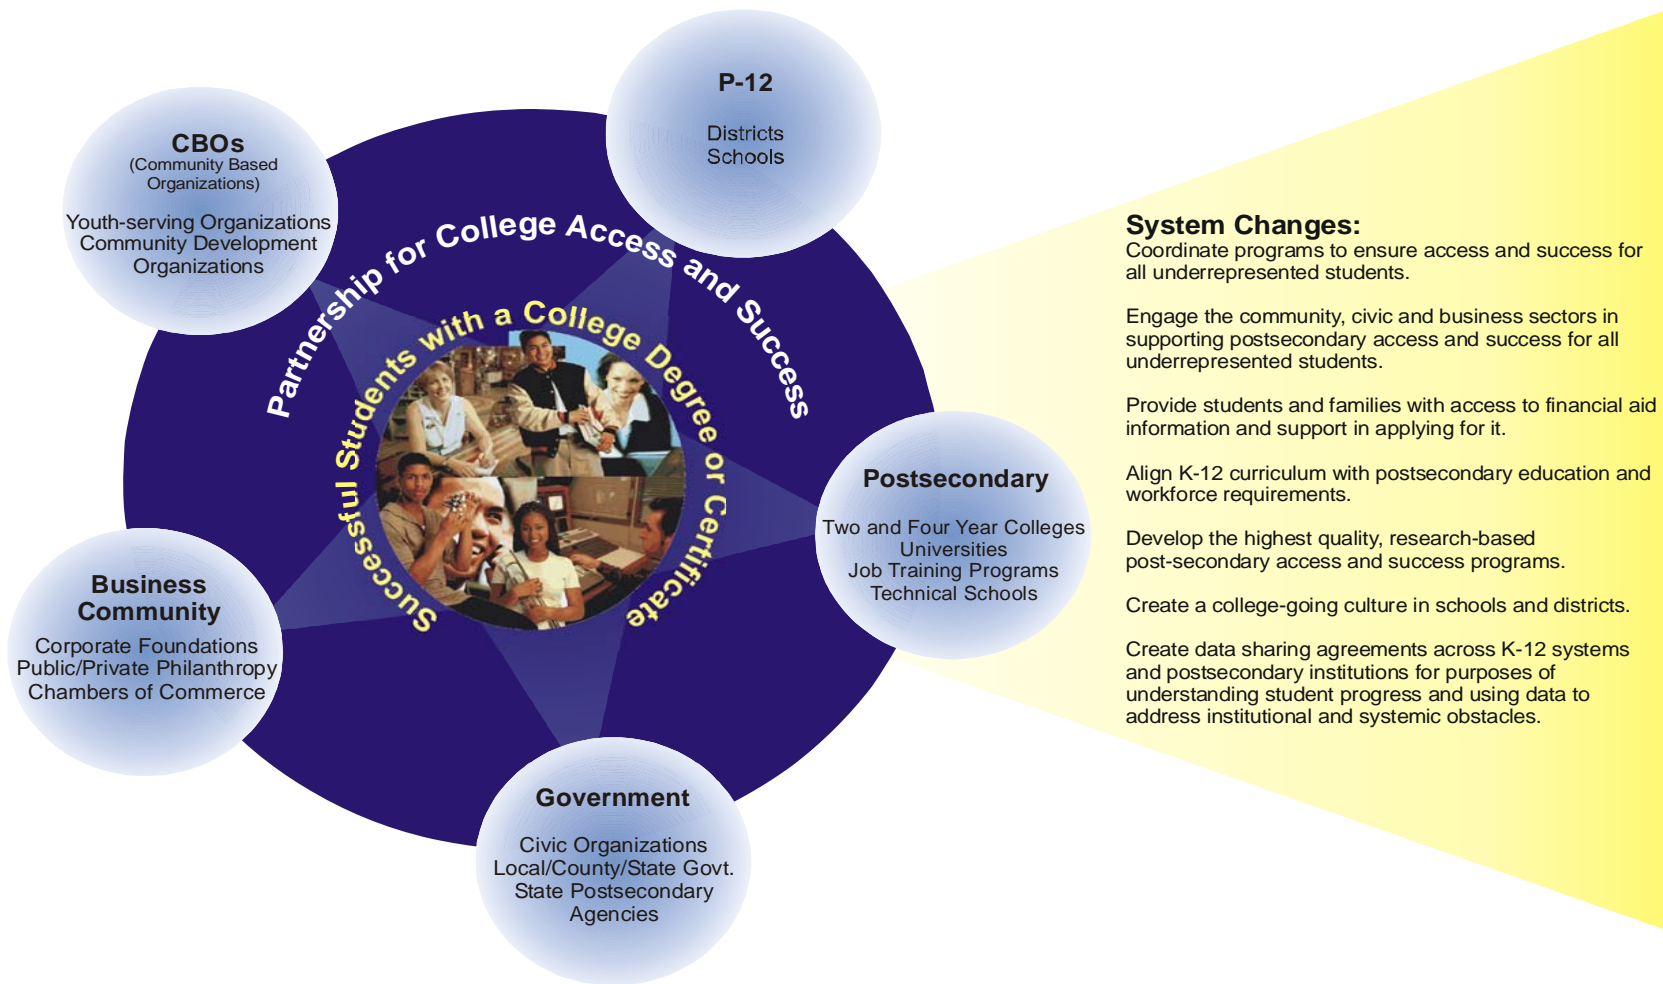 P-12
Districts
Schools
CBOs
(Community Based
Organizations)
Youth-serving Organizations
Community Development
Organizations
Partnership for College Access and Success
Successful Students with a College Degree or Certificate
Postsecondary
Two and Four Year Colleges
Universities
Job Training Programs
Technical Schools
Business
Community
Corporate Foundations
Public/Private Philanthropy
Chambers of Commerce
Government
Civic Organizations
Local/County/State Govt.
State Postsecondary
Agencies
System Changes:
Coordinate programs to ensure access and success for
all underrepresented students.
Engage the community, civic and business sectors in
supporting postsecondary access and success for all
underrepresented students.
Provide students and families with access to financial aid
information and support in applying for it.
Align K-12 curriculum with postsecondary education and
workforce requirements.
Develop the highest quality, research-based
post-secondary access and success programs.
Create a college-going culture in schools and districts.
Create data sharing agreements across K-12 systems
and postsecondary institutions for purposes of
understanding student progress and using data to
address institutional and systemic obstacles.